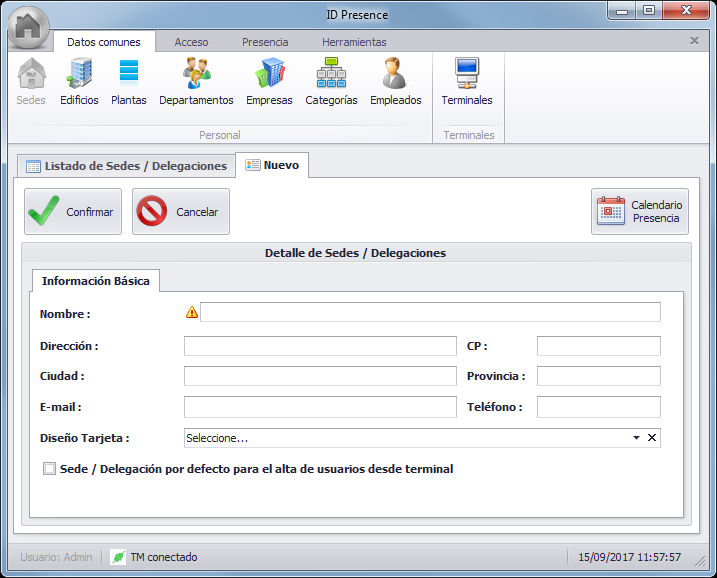 ID Presence
Datos comunes Acceso Presencia Herramientas
Sedes Edificios Plantas Departamentos Empresas Categorías Empleados Terminales
Personal Terminales
Listado de Sedes / Delegaciones Nuevo
Confirmar Cancelar Calendario
Presencia
Detalle de Sedes / Delegaciones
Información Básica
Nombre :
Dirección : CP :
Ciudad : Provincia :
E-mail : Teléfono :
Diseño Tarjeta : Seleccione...
Sede / Delegación por defecto para el alta de usuarios desde terminal
Usuario: Admin TM conectado 15/09/2017 11:57:57